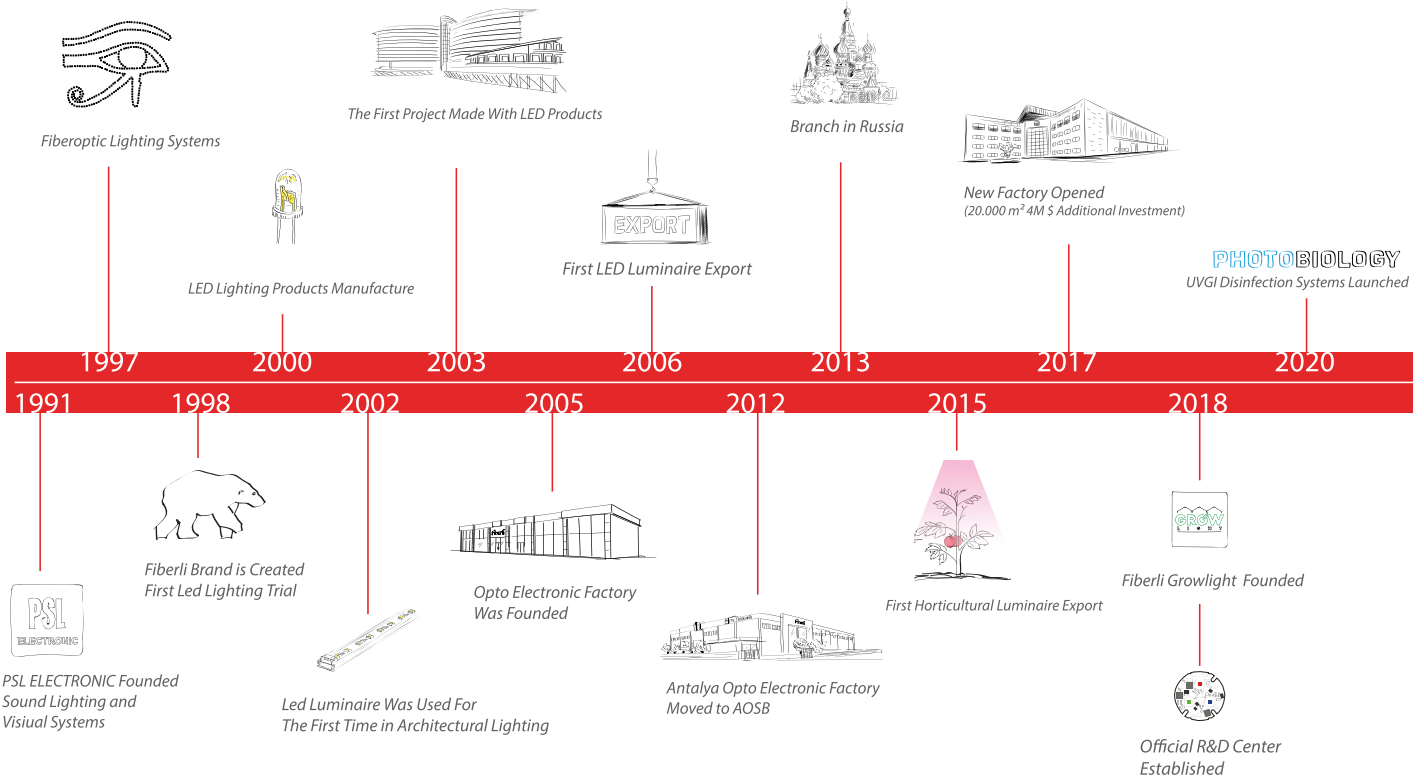 Fiberoptic Lighting Systems
The First Project Made With LED Products
Branch in Russia
New Factory Opened
(20.000 m² 4M $ Additional Investment)
LED Lighting Products Manufacture
EXPORT
First LED Luminaire Export
PHOTOBIOLOGY
UVGI Disinfection Systems Launched
1997 2000 2003 2006 2013 2017 2020
1991 1998 2002 2005 2012 2015 2018
PSL
ELECTRONIC
PSL ELECTRONIC Founded
Sound Lighting and
Visiual Systems
Fiberli Brand is Created
First Led Lighting Trial
Led Luminaire Was Used For
The First Time in Architectural Lighting
Opto Electronic Factory
Was Founded
Antalya Opto Electronic Factory
Moved to AOSB
First Horticultural Luminaire Export
GROW
LIGHT
Fiberli Growlight Founded
Official R&D Center
Established